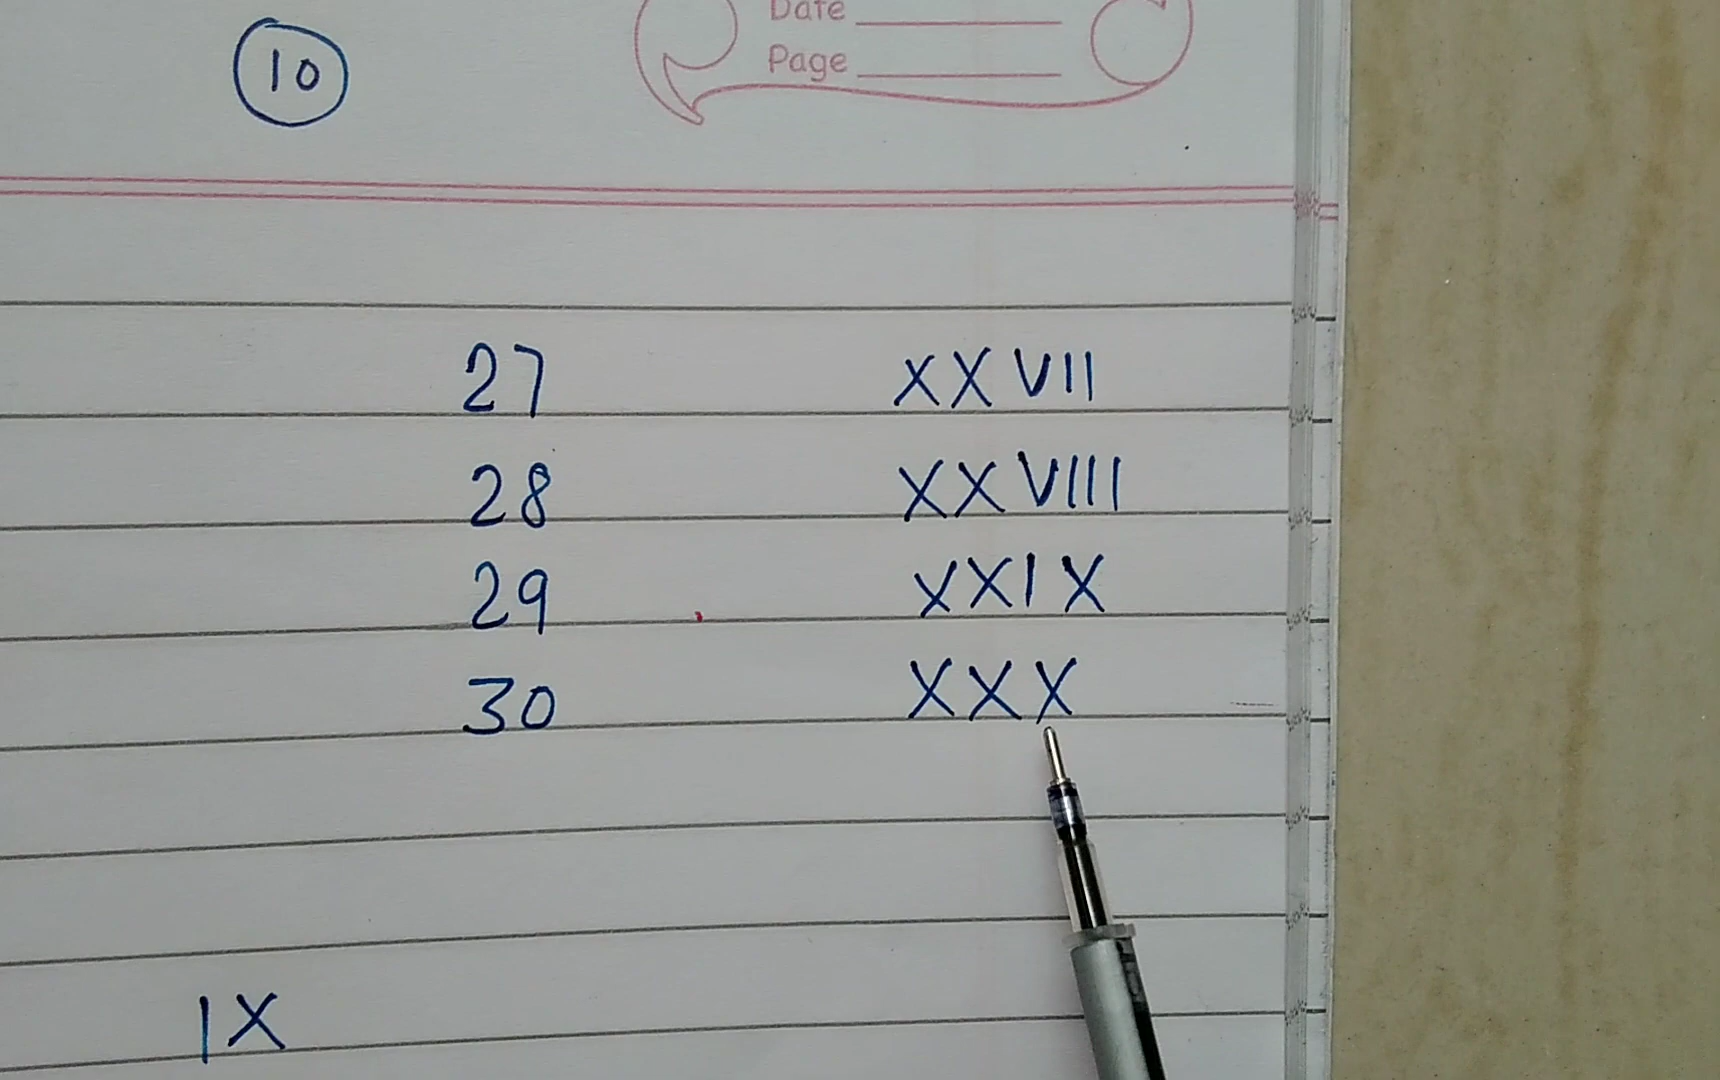 10
Date
Page
27 XXVII
28 XXVIII
29 XXIX
30 XXX
IX